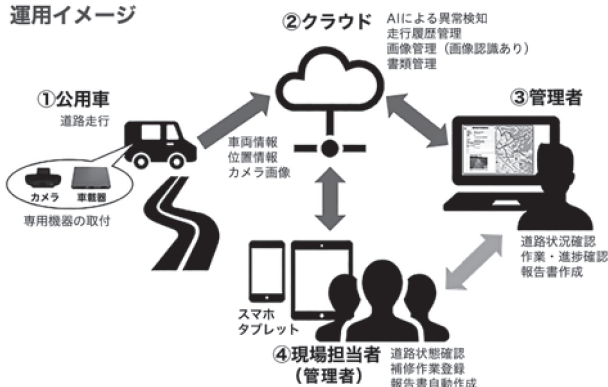 運用イメージ
②クラウド
AIによる異常検知
走行履歴管理
画像管理（画像認識あり）
書類管理
①公用車
道路走行
カメラ
車載器
専用機器の取付
車両情報
位置情報
カメラ画像
③管理者
道路状況確認
作業・進捗確認
報告書作成
スマホ
タブレット
④現場担当者
（管理者）
道路状態確認
補修作業登録
報告書自動作成